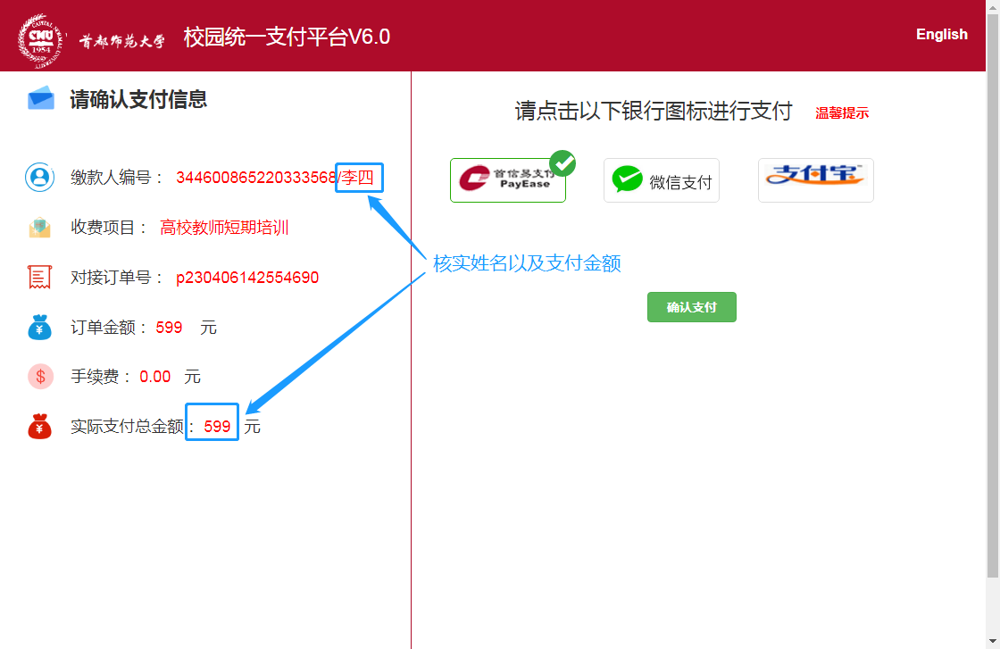 首都师范大学
校园统一支付平台V6.0
English
请确认支付信息
缴款人编号： 344600865220333568/李四
收费项目： 高校教师短期培训
对接订单号： p230406142554690
订单金额： 599 元
手续费： 0.00 元
实际支付总金额： 599 元
请点击以下银行图标进行支付 温馨提示
首信易支付
PayEase
微信支付
支付宝
核实姓名以及支付金额
确认支付